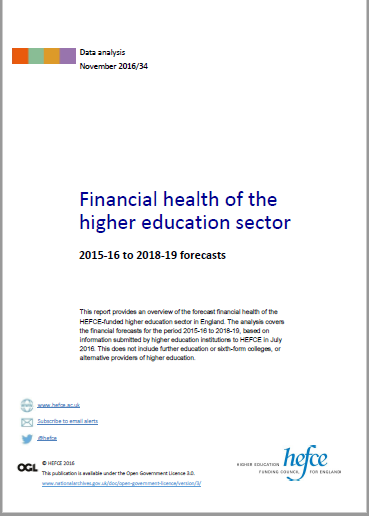 Data analysis
November 2016/34
Financial health of the
higher education sector
2015-16 to 2018-19 forecasts
This report provides an overview of the forecast financial health of the
HEFCE-funded higher education sector in England. The analysis covers
the financial forecasts for the period 2015-16 to 2018-19, based on
information submitted by higher education institutions to HEFCE in July
2016. This does not include further education or sixth-form colleges, or
alternative providers of higher education.
www.hefce.ac.uk
Subscribe to email alerts
@hefce
OGL
© HEFCE 2016
This publication is available under the Open Government Licence 3.0.
www.nationalarchives.gov.uk/doc/open-government-licence/version/3/
HIGHER EDUCATION hefce
FUNDING COUNCIL FOR ENGLAND